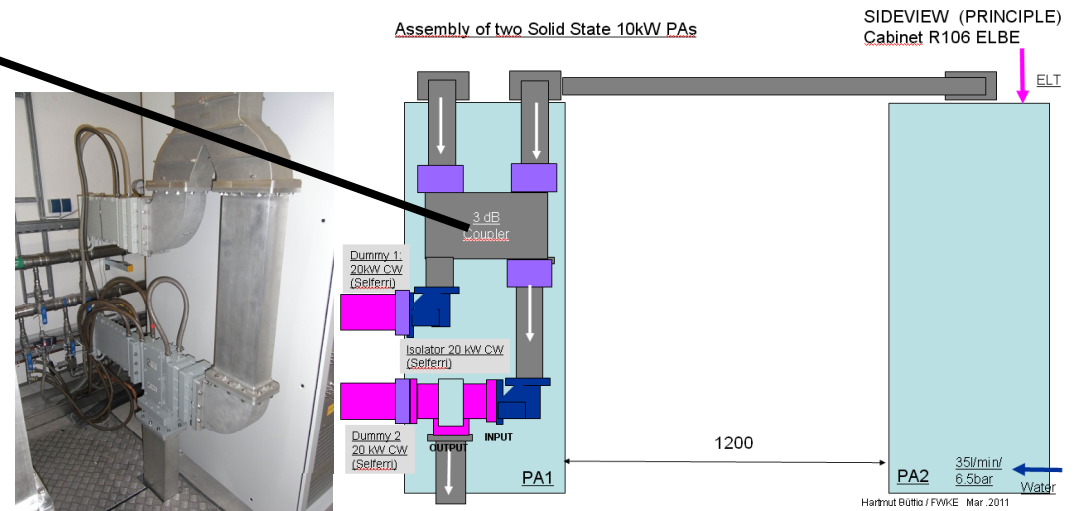 Assembly of two Solid State 10kW PAs
SIDEVIEW (PRINCIPLE)
Cabinet R106 ELBE
ELT
3 dB
Coupler
Dummy 1:
20kW CW
(Selferri)
Isolator 20 kW CW
(Selferri)
Dummy 2
20 kW CW
(Selferri)
OUTPUT
INPUT
PA1
1200
PA2
35l/min/
6.5bar
Water
Hartmut Büttig / FWKE Mar.2011